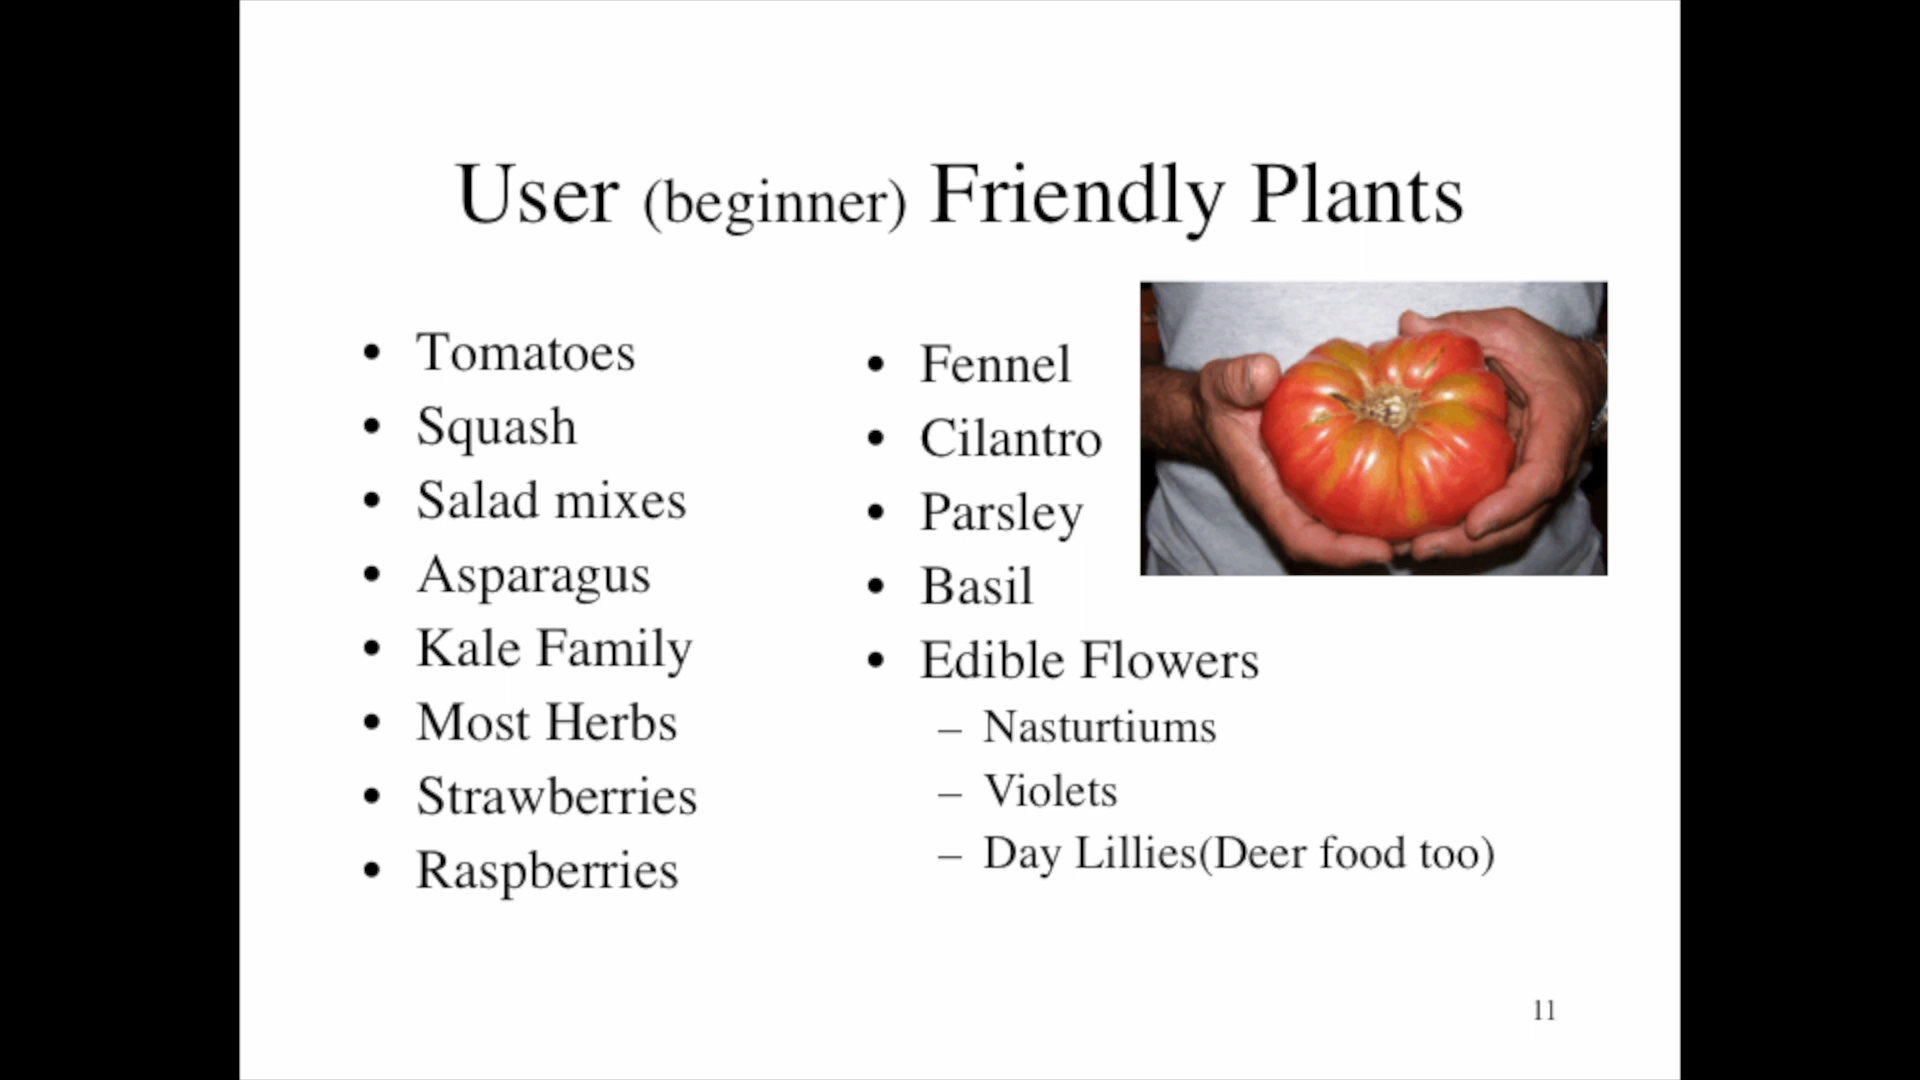 User (beginner) Friendly Plants
• Tomatoes
• Squash
• Salad mixes
• Asparagus
• Kale Family
• Most Herbs
• Strawberries
• Raspberries
• Fennel
• Cilantro
• Parsley
• Basil
• Edible Flowers
– Nasturtiums
– Violets
– Day Lillies(Deer food too)
11